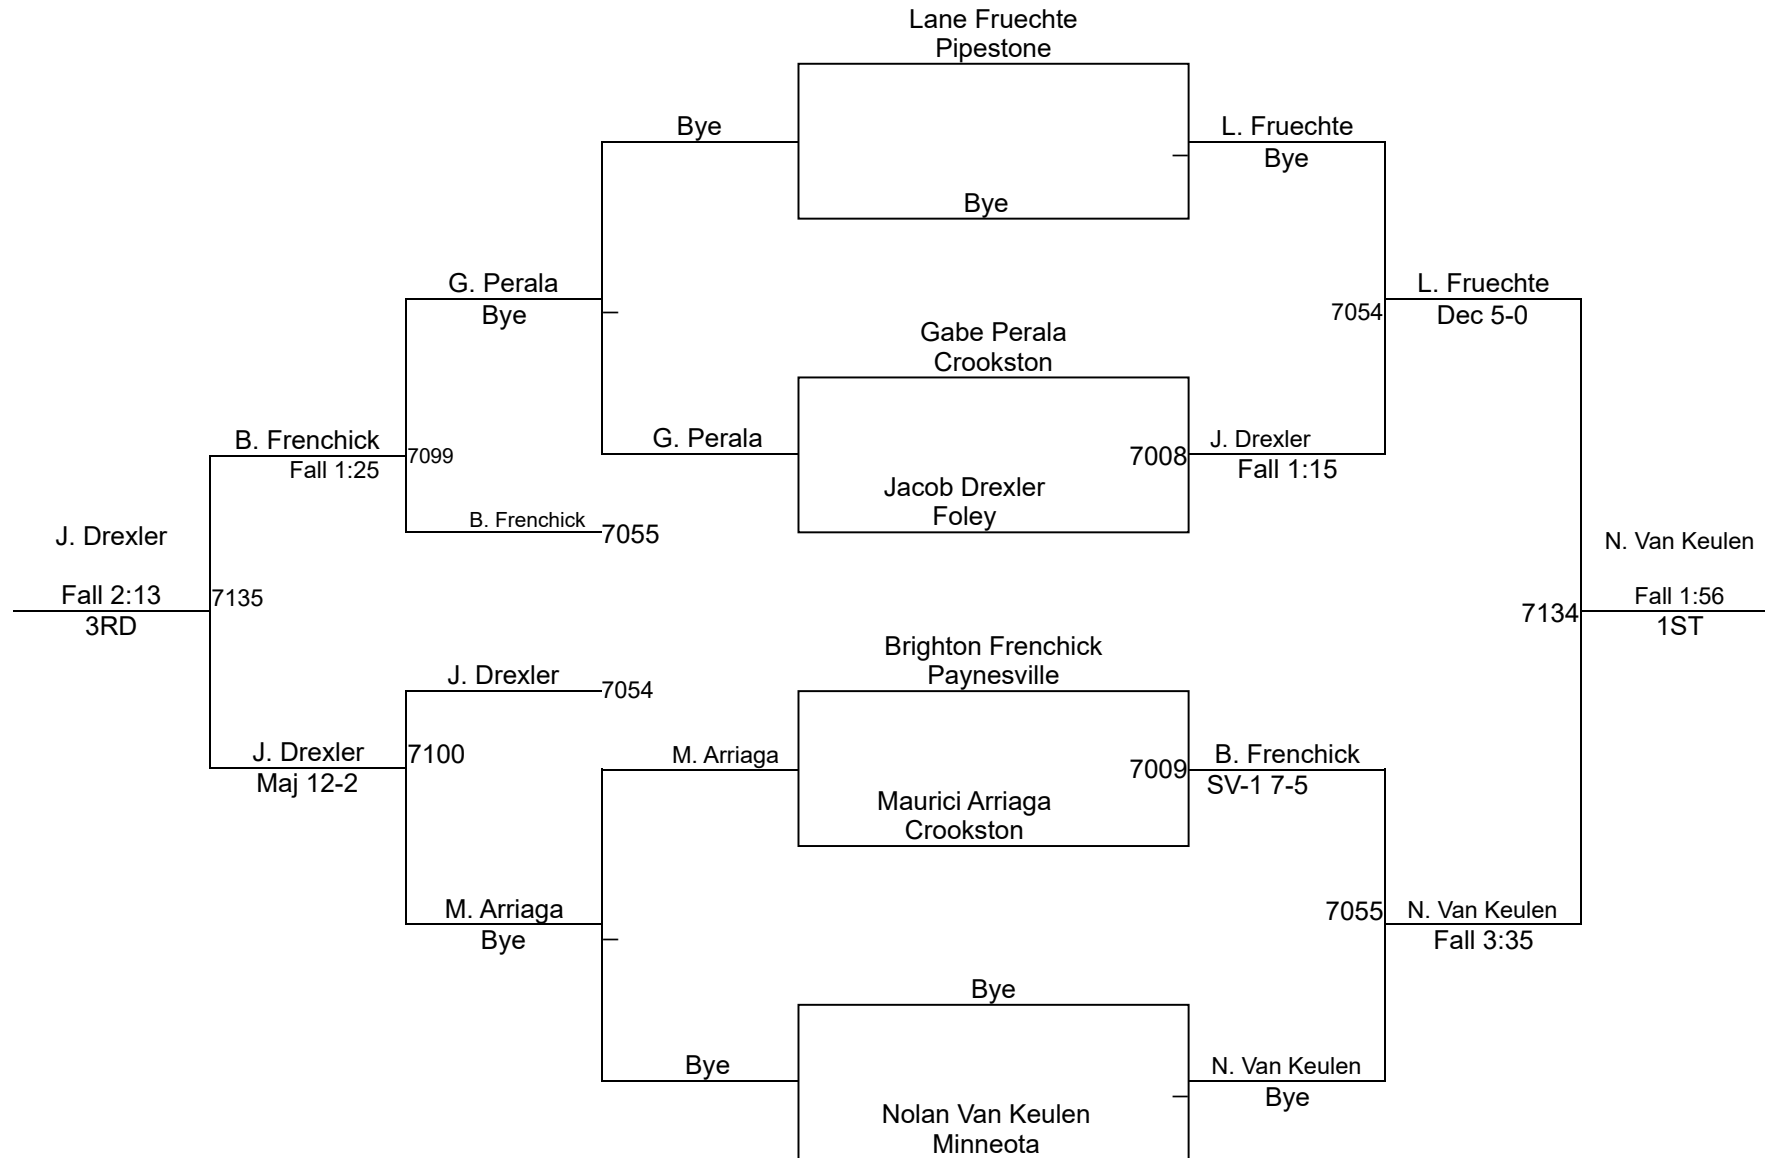 Lane Fruechte
Pipestone
Bye
L. Fruechte
Bye
Bye
G. Perala
Bye
L. Fruechte
Dec 5-0
7054
Gabe Perala
Crookston
B. Frenchick
Fall 1:25
7099
G. Perala
7008
J. Drexler
Fall 1:15
Jacob Drexler
Foley
B. Frenchick
7055
J. Drexler
Fall 2:13
3RD
7135
N. Van Keulen
Fall 1:56
1ST
7134
Brighton Frenchick
Paynesville
J. Drexler
7054
J. Drexler
Maj 12-2
7100
M. Arriaga
7009
B. Frenchick
SV-1 7-5
Maurici Arriaga
Crookston
M. Arriaga
Bye
7055
N. Van Keulen
Fall 3:35
Bye
Bye
N. Van Keulen
Bye
Nolan Van Keulen
Minneota